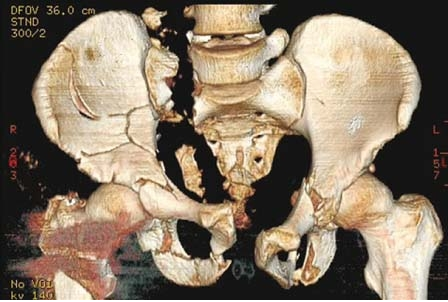 DFOV 36.0 cm
STND
300/2
R
L
No VOI
kv 140